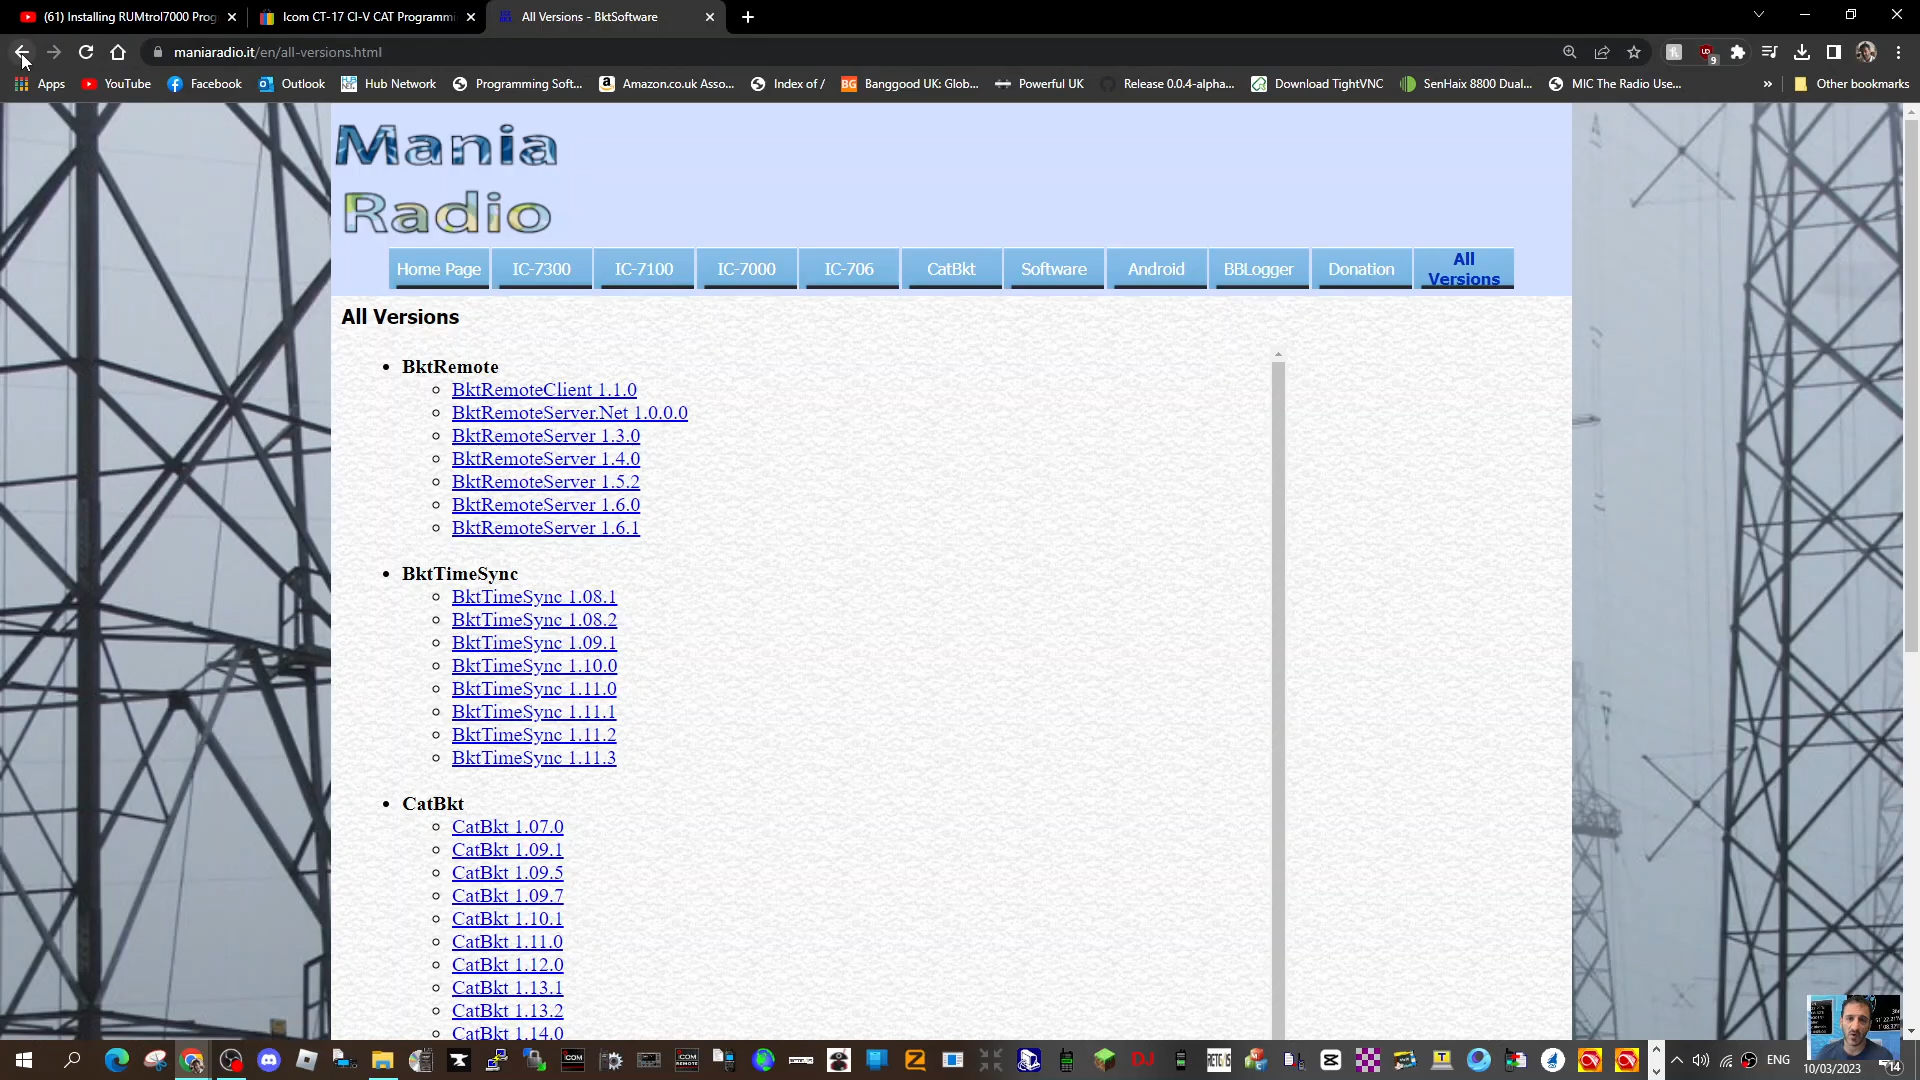 (61) Installing RUMtrol7000 Prog
Icom CT-17 CI-V CAT Programmi
All Versions - BktSoftware
maniaradio.it/en/all-versions.html
9
Apps
YouTube
Facebook
Outlook
Hub Network
Programming Soft...
Amazon.co.uk Asso...
Index of /
BG
Banggood UK: Glob...
Powerful UK
Release 0.0.4-alpha...
Download TightVNC
SenHaix 8800 Dual...
MIC The Radio Use...
»
Other bookmarks
Mania
Radio
Home Page
IC-7300
IC-7100
IC-7000
IC-706
CatBkt
Software
Android
BBLogger
Donation
All
Versions
All Versions
• BktRemote
BktRemoteClient 1.1.0
BktRemoteServer.Net 1.0.0.0
BktRemoteServer 1.3.0
BktRemoteServer 1.4.0
BktRemoteServer 1.5.2
BktRemoteServer 1.6.0
BktRemoteServer 1.6.1
• BktTimeSync
BktTimeSync 1.08.1
BktTimeSync 1.08.2
BktTimeSync 1.09.1
BktTimeSync 1.10.0
BktTimeSync 1.11.0
BktTimeSync 1.11.1
BktTimeSync 1.11.2
BktTimeSync 1.11.3
• CatBkt
CatBkt 1.07.0
CatBkt 1.09.1
CatBkt 1.09.5
CatBkt 1.09.7
CatBkt 1.10.1
CatBkt 1.11.0
CatBkt 1.12.0
CatBkt 1.13.1
CatBkt 1.13.2
CatBkt 1.14.0
DJ
ENG
10/03/2023
14